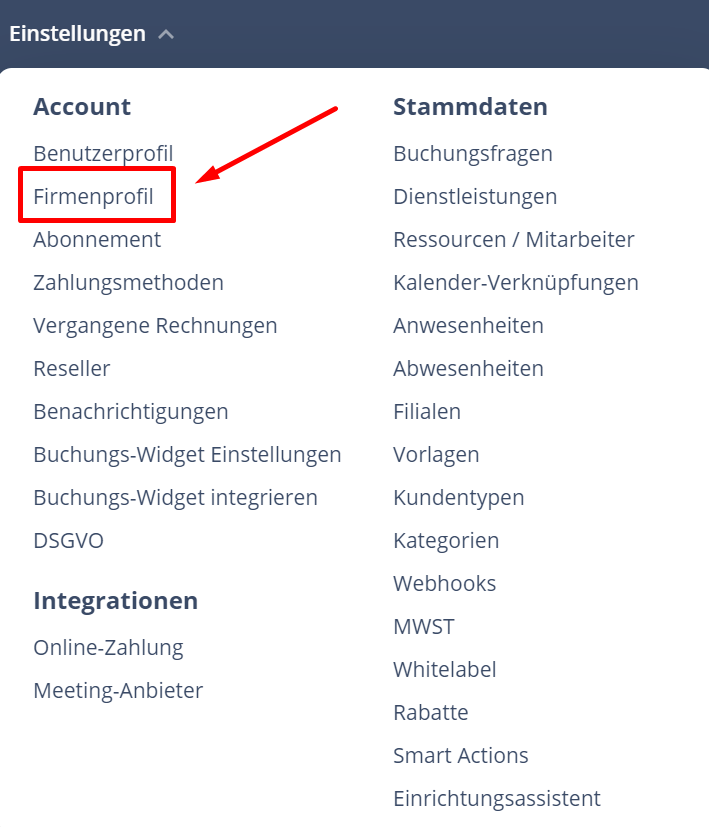 Einstellungen
Account
Benutzerprofil
Firmenprofil
Abonnement
Zahlungsmethoden
Vergangene Rechnungen
Reseller
Benachrichtigungen
Buchungs-Widget Einstellungen
Buchungs-Widget integrieren
DSGVO
Integrationen
Online-Zahlung
Meeting-Anbieter
Stammdaten
Buchungsfragen
Dienstleistungen
Ressourcen / Mitarbeiter
Kalender-Verknüpfungen
Anwesenheiten
Abwesenheiten
Filialen
Vorlagen
Kundentypen
Kategorien
Webhooks
MWST
Whitelabel
Rabatte
Smart Actions
Einrichtungsassistent